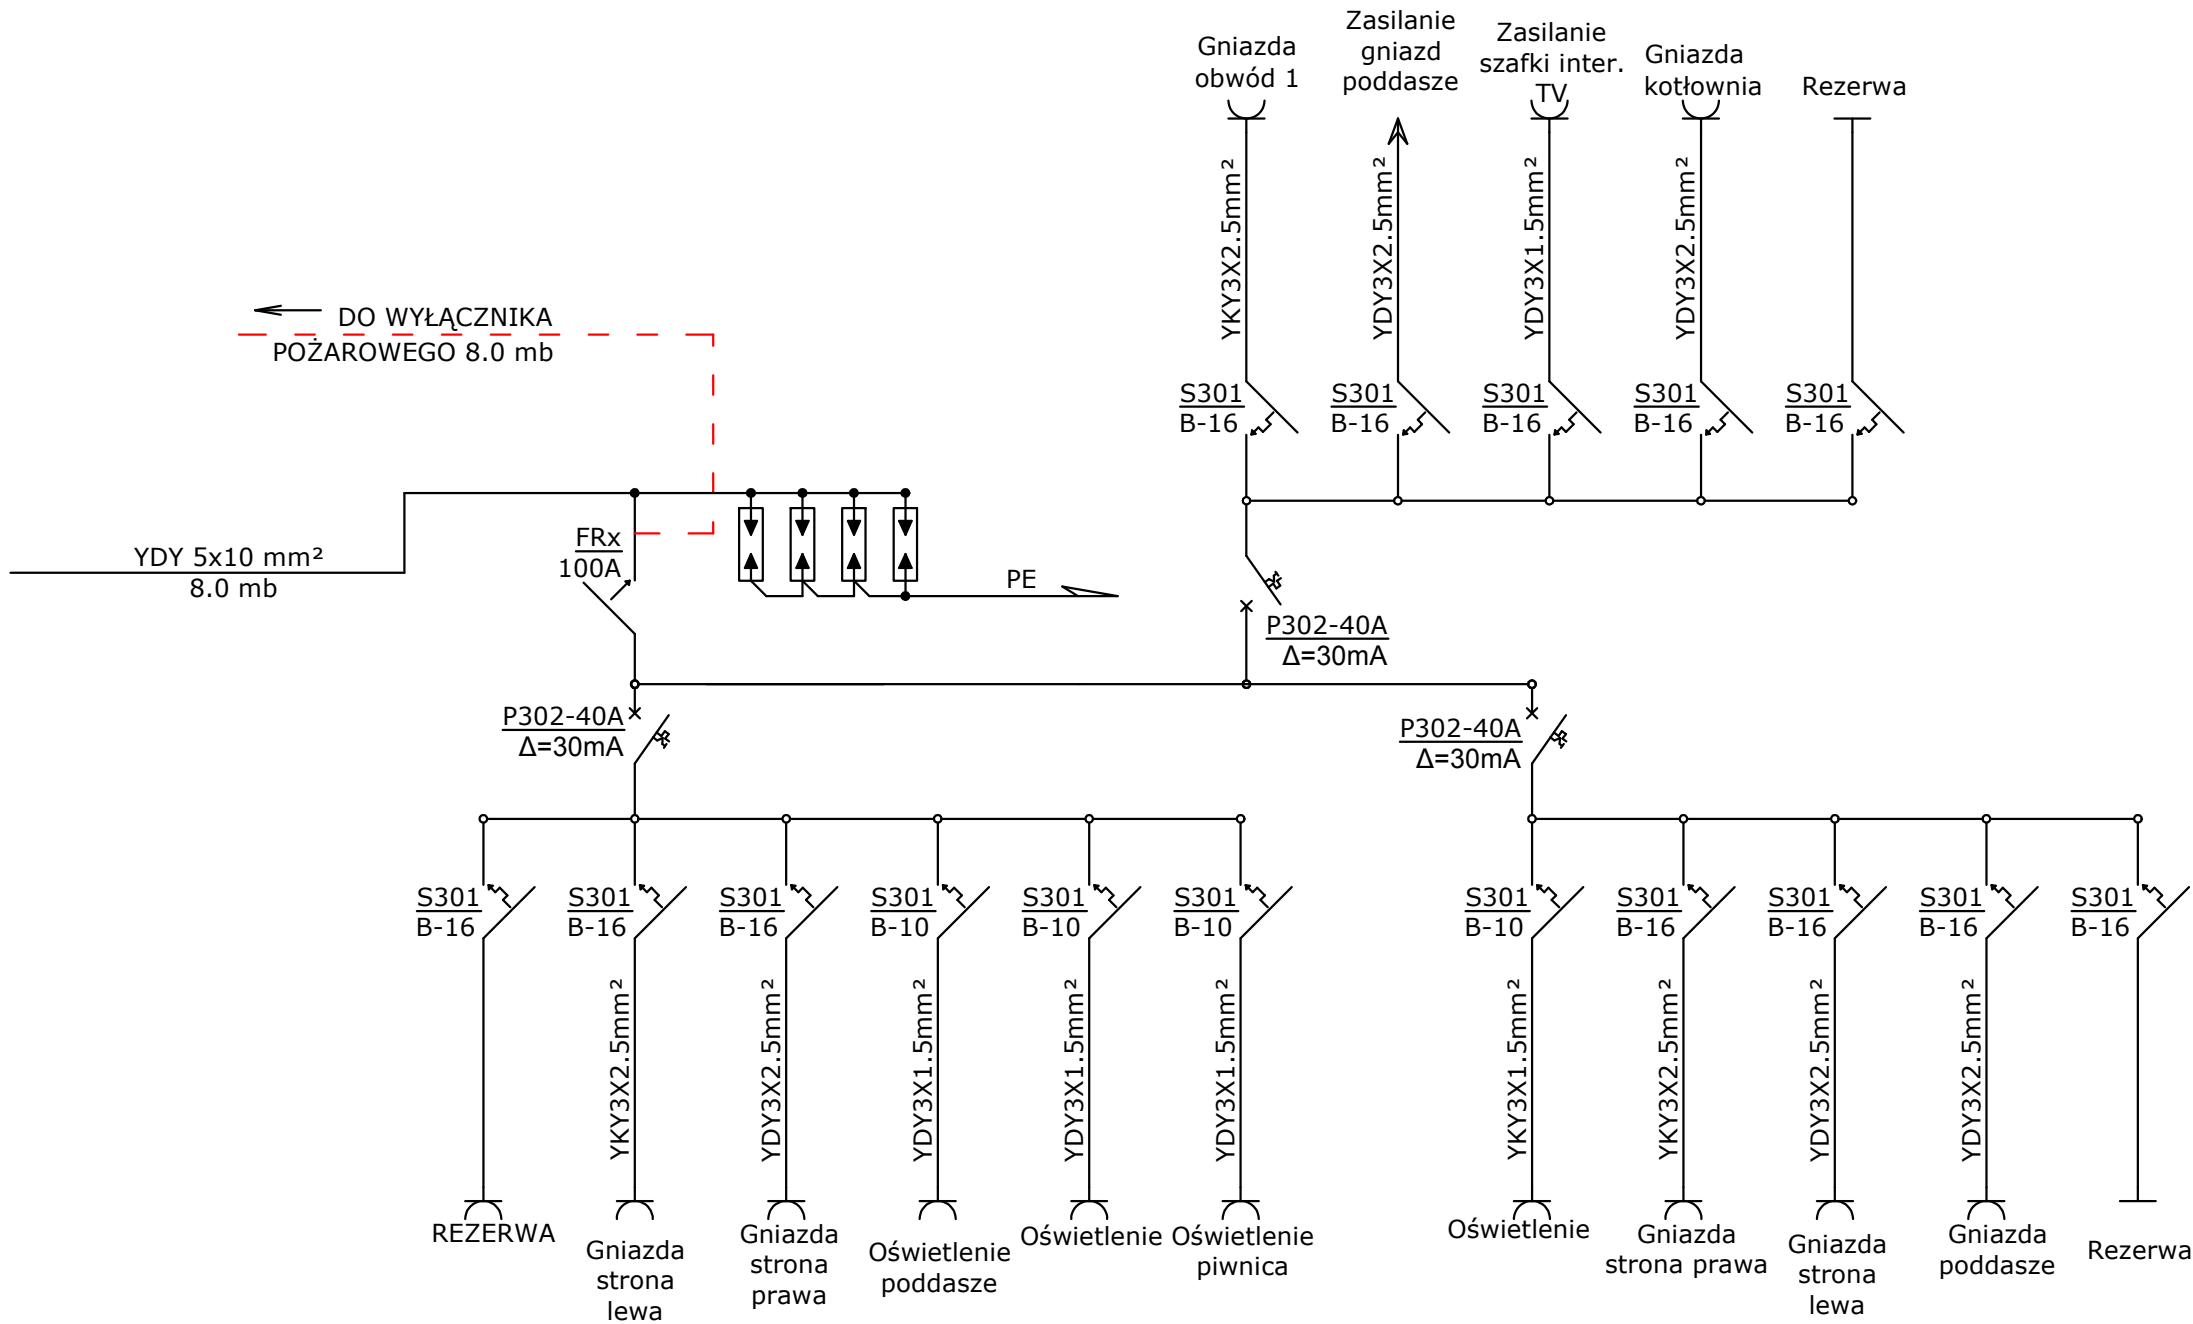 Gniazda
obwód 1
Zasilanie
gniazd
poddasze
Zasilanie
szafki inter.
TV
Gniazda
kotłownia
Rezerwa
YKY3X2.5mm²
YDY3X2.5mm²
YDY3X1.5mm²
YDY3X2.5mm²
S301
B-16
S301
B-16
S301
B-16
S301
B-16
S301
B-16
DO WYŁĄCZNIKA
POŻAROWEGO 8.0 mb
YDY 5x10 mm²
8.0 mb
FRx
100A
PE
P302-40A
Δ=30mA
P302-40A
Δ=30mA
P302-40A
Δ=30mA
S301
B-16
S301
B-16
S301
B-16
S301
B-10
S301
B-10
S301
B-10
S301
B-10
S301
B-16
S301
B-16
S301
B-16
S301
B-16
YKY3X2.5mm²
YDY3X2.5mm²
YDY3X1.5mm²
YDY3X1.5mm²
YDY3X1.5mm²
YKY3X1.5mm²
YKY3X2.5mm²
YDY3X2.5mm²
YDY3X2.5mm²
REZERWA
Gniazda
strona
lewa
Gniazda
strona
prawa
Oświetlenie
poddasze
Oświetlenie
Oświetlenie
piwnica
Oświetlenie
Gniazda
strona prawa
Gniazda
strona
lewa
Gniazda
poddasze
Rezerwa